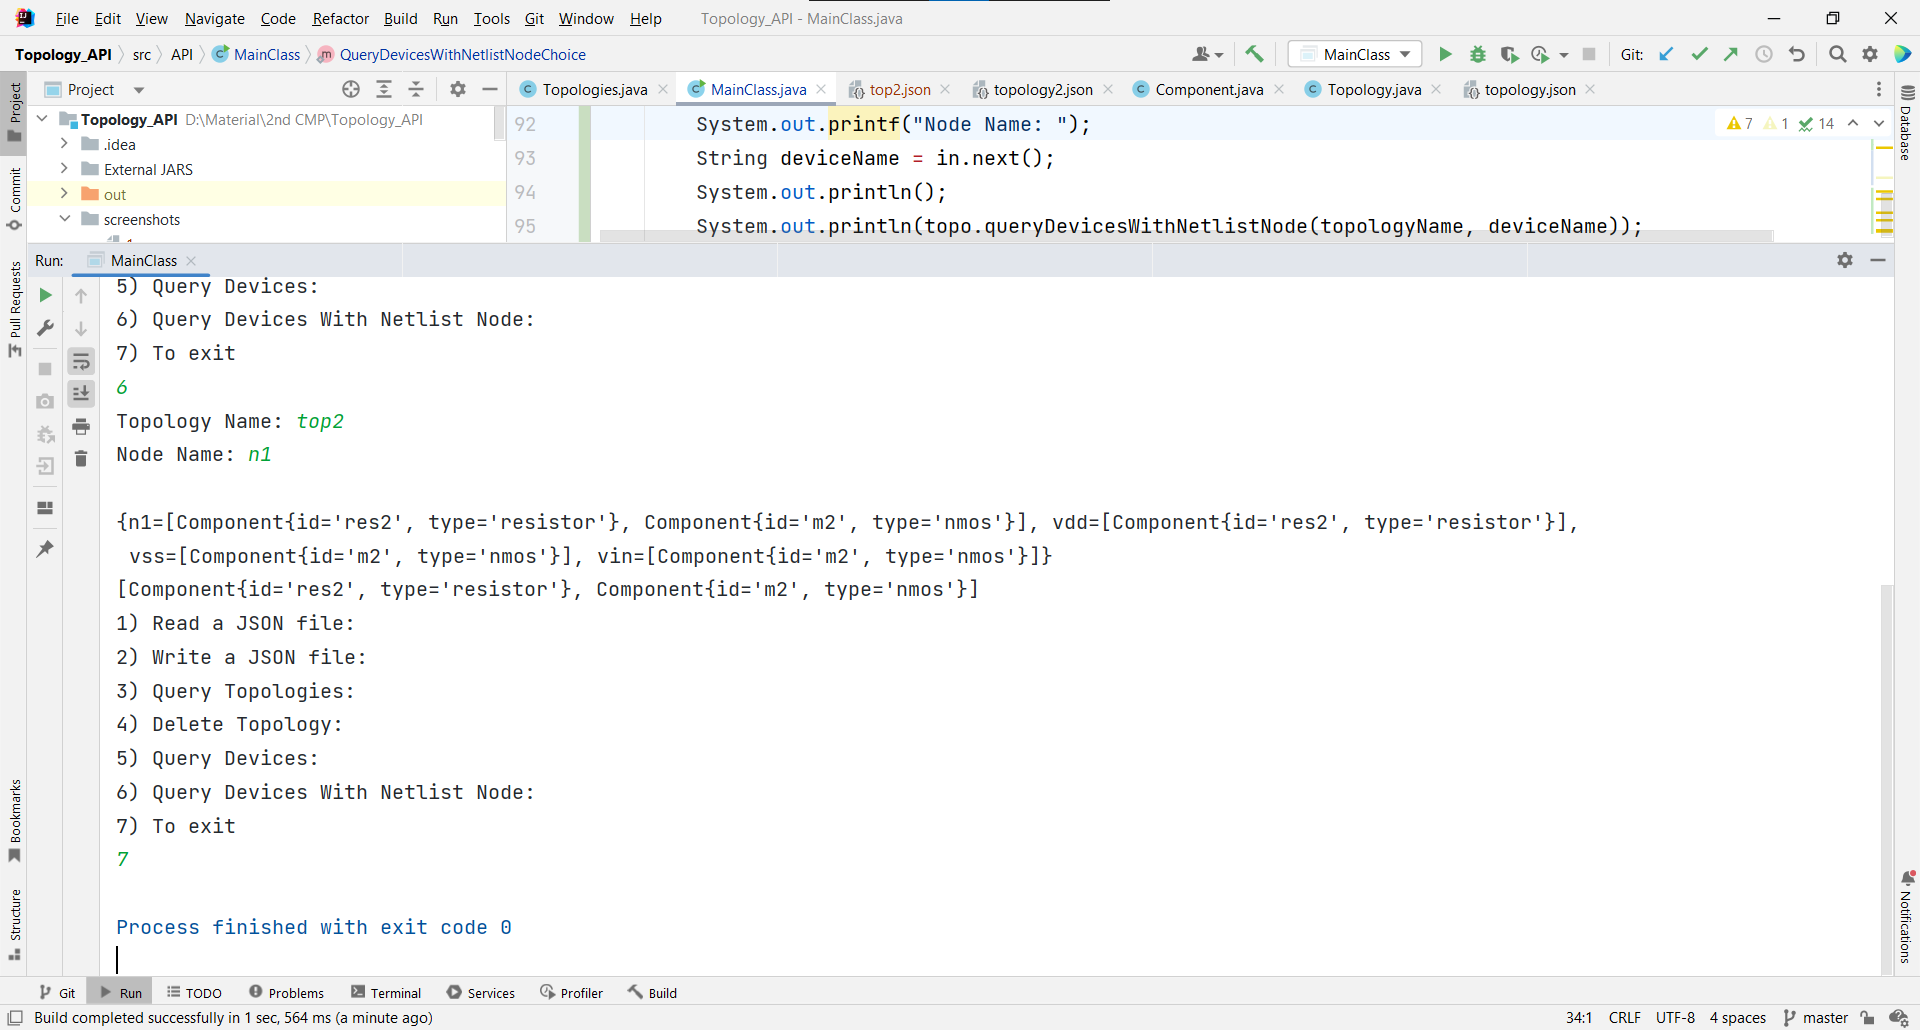 File Edit View Navigate Code Refactor Build Run Tools Git Window Help Topology_API - MainClass.java
Topology_API src API MainClass QueryDevicesWithNetlistNodeChoice MainClass Git:
Project
Topologies.java MainClass.java top2.json topology2.json Component.java Topology.java topology.json
Topology_API D:\Material\2nd CMP\Topology_API
.idea
External JARS
out
screenshots
92 System.out.printf("Node Name: ");
93 String deviceName = in.next();
94 System.out.println();
95 System.out.println(topo.queryDevicesWithNetlistNode(topologyName, deviceName));
7 1 14
Project
Commit
Pull Requests
Bookmarks
Structure
Database
Notifications
Run: MainClass
5) Query Devices:
6) Query Devices With Netlist Node:
7) To exit
6
Topology Name: top2
Node Name: n1
{n1=[Component{id='res2', type='resistor'}, Component{id='m2', type='nmos'}], vdd=[Component{id='res2', type='resistor'}],
vss=[Component{id='m2', type='nmos'}], vin=[Component{id='m2', type='nmos'}]}
[Component{id='res2', type='resistor'}, Component{id='m2', type='nmos'}]
1) Read a JSON file:
2) Write a JSON file:
3) Query Topologies:
4) Delete Topology:
5) Query Devices:
6) Query Devices With Netlist Node:
7) To exit
7
Process finished with exit code 0
Git Run TODO Problems Terminal Services Profiler Build
Build completed successfully in 1 sec, 564 ms (a minute ago) 34:1 CRLF UTF-8 4 spaces master